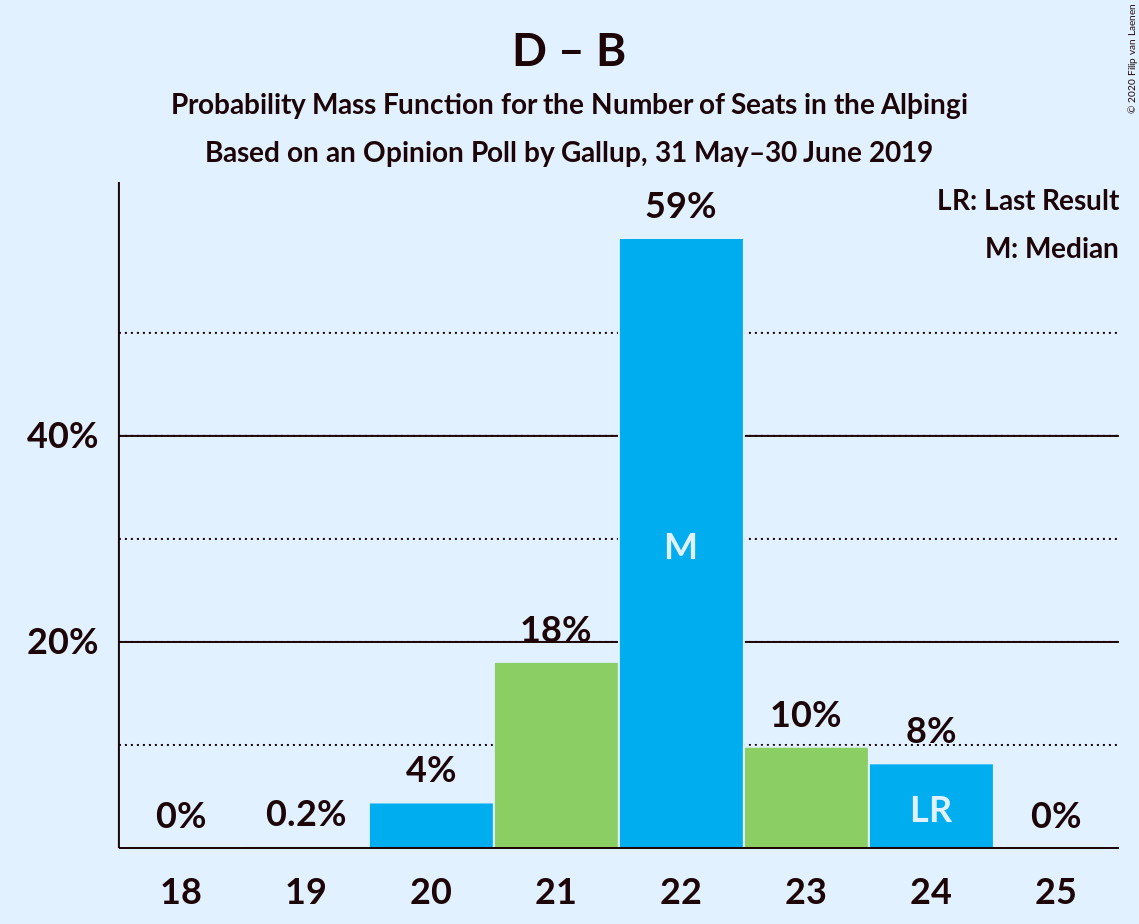 D – B
Probability Mass Function for the Number of Seats in the Alþingi
Based on an Opinion Poll by Gallup, 31 May–30 June 2019
© 2020 Filip van Laenen
LR: Last Result
M: Median
59%
40%
M
20%
18%
10%
8%
4%
LR
0%
0.2%
0%
18
19
20
21
22
23
24
25